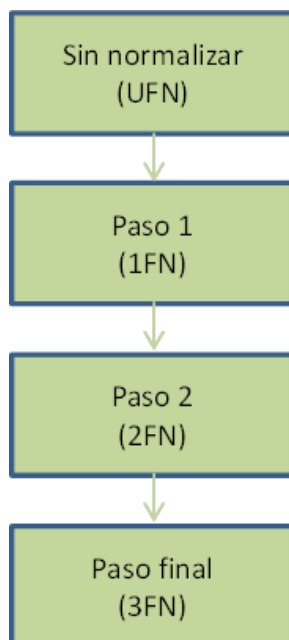 Sin normalizar
(UFN)
Paso 1
(1FN)
Paso 2
(2FN)
Paso final
(3FN)